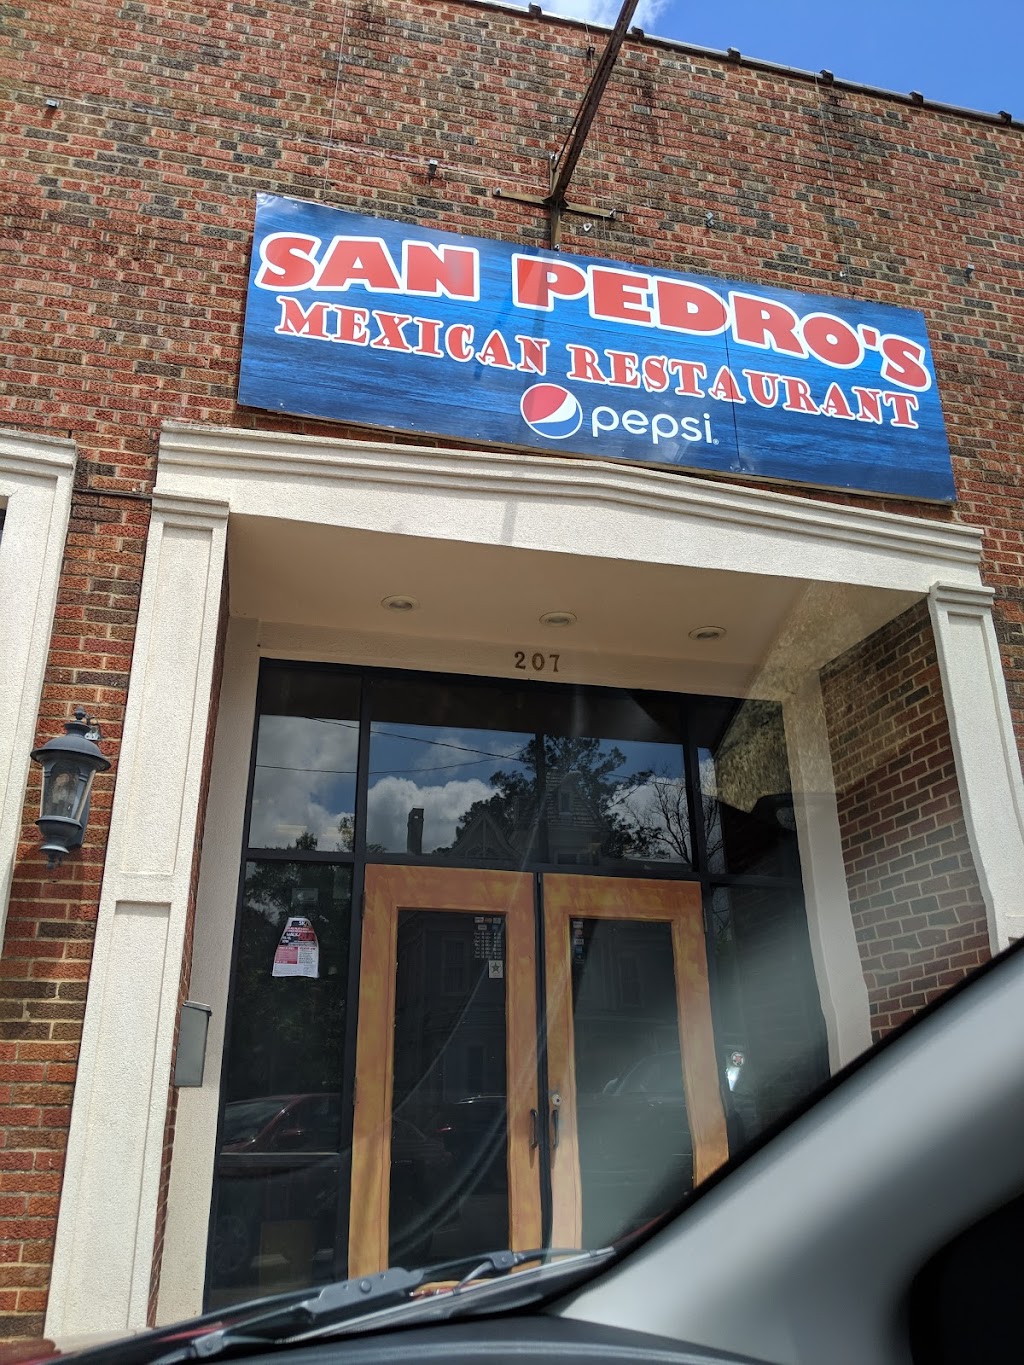 SAN PEDRO'S
MEXICAN RESTAURANT
pepsi
207